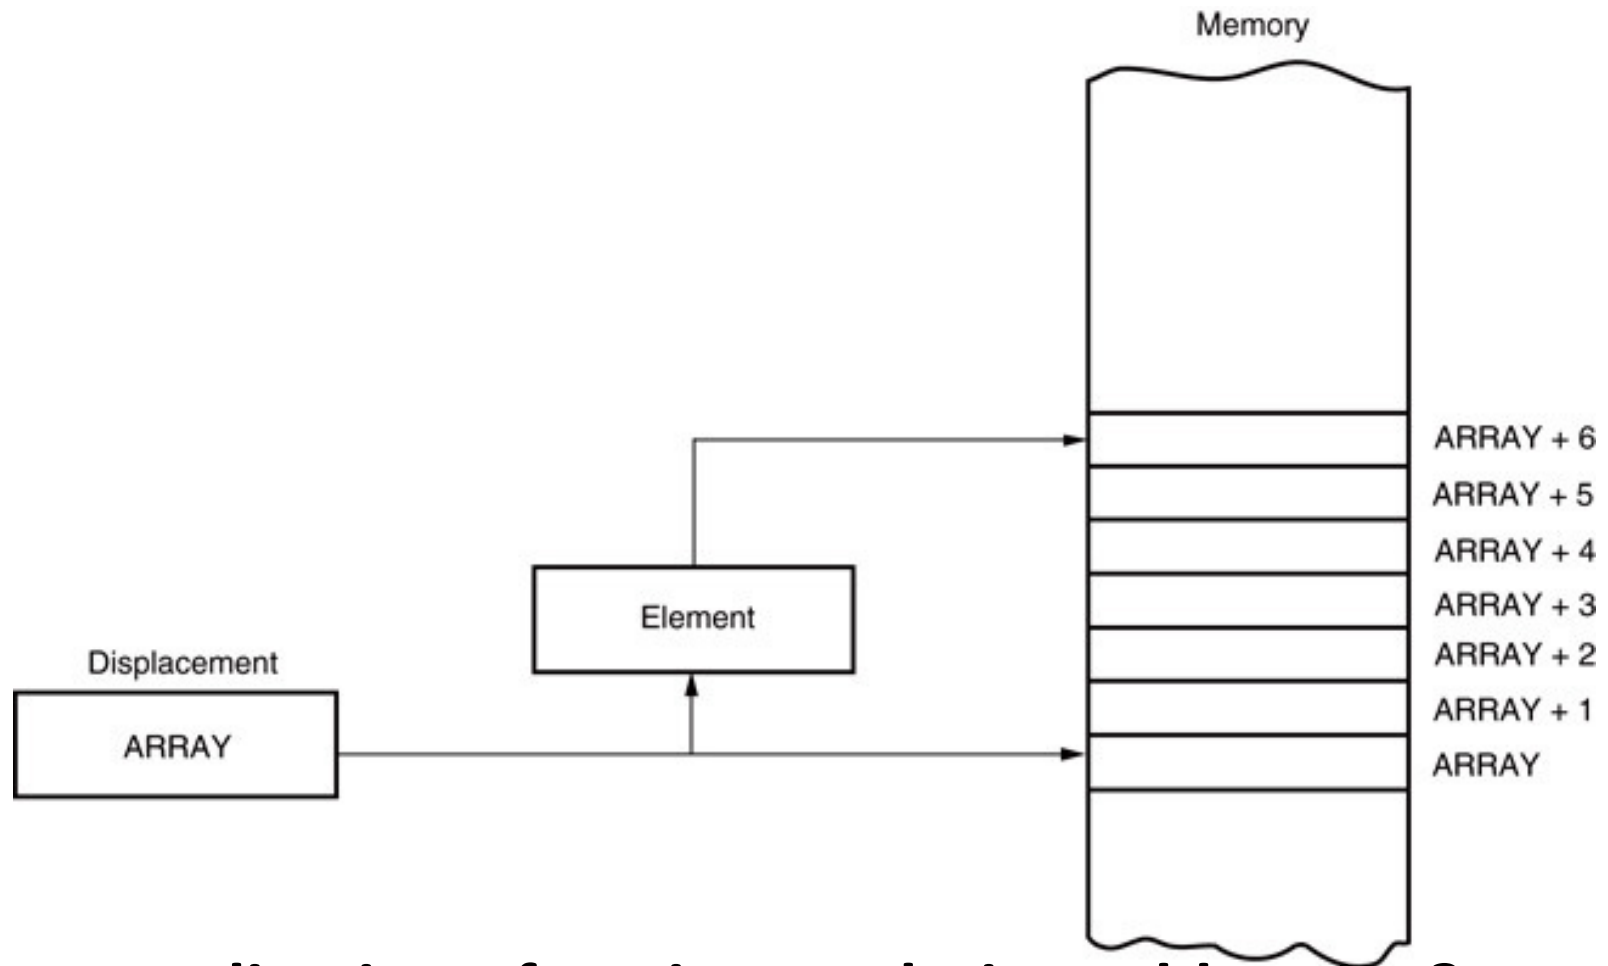 Memory
ARRAY + 6
ARRAY + 5
ARRAY + 4
Element
ARRAY + 3
Displacement
ARRAY + 2
ARRAY + 1
ARRAY
ARRAY